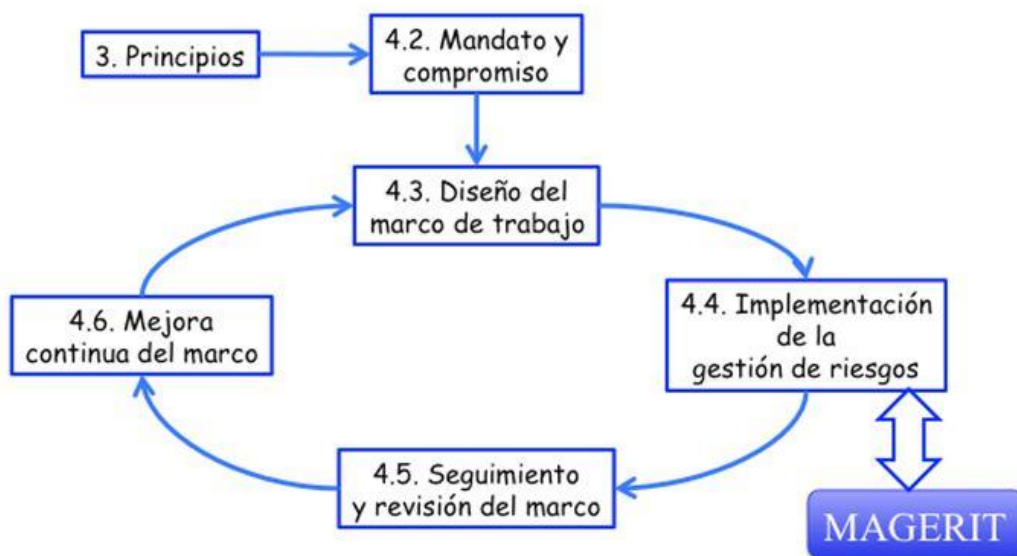 3. Principios
4.2. Mandato y
compromiso
4.3. Diseño del
marco de trabajo
4.6. Mejora
continua del marco
4.4. Implementación
de la
gestión de riesgos
4.5. Seguimiento
y revisión del marco
MAGERIT